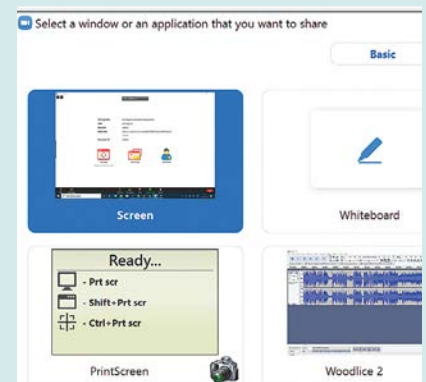 Select a window or an application that you want to share
Basic
Screen
Whiteboard
Ready...
- Prt scr
- Shift+Prt scr
- Ctrl+Prt scr
PrintScreen
Woodlice 2